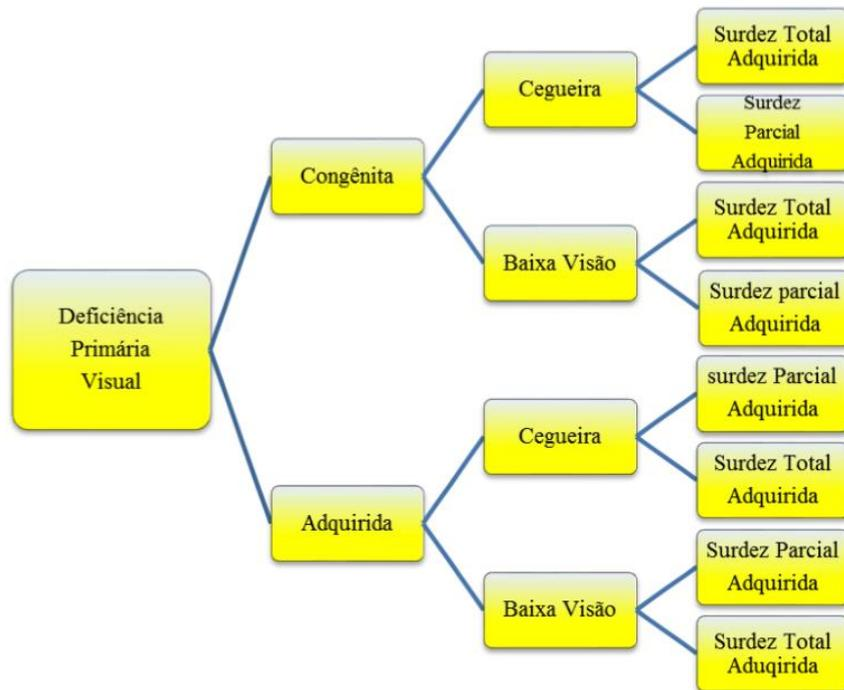 Deficiência
Primária
Visual
Congênita
Cegueira
Surdez Total
Adquirida
Surdez
Parcial
Adquirida
Baixa Visão
Surdez Total
Adquirida
Surdez parcial
Adquirida
Adquirida
Cegueira
surdez Parcial
Adquirida
Surdez Total
Adquirida
Baixa Visão
Surdez Parcial
Adquirida
Surdez Total
Aduqirida